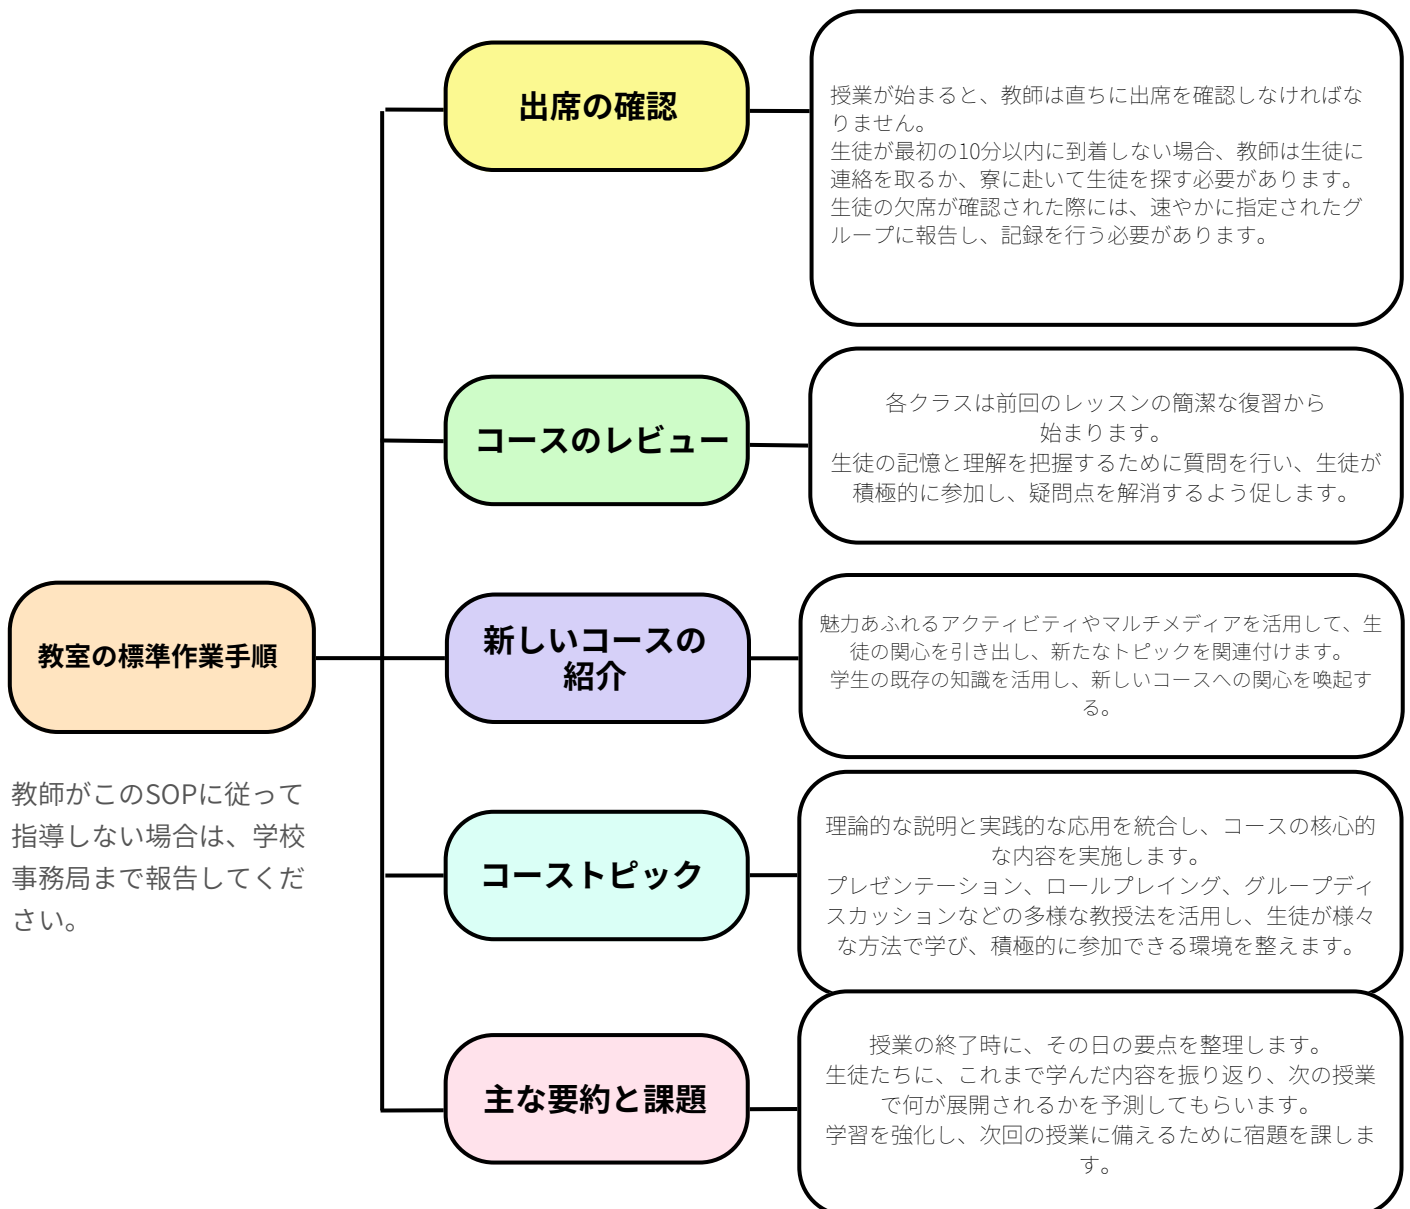 出席の確認
授業が始まると、教師は直ちに出席を確認しなければな
りません。
生徒が最初の10分以内に到着しない場合、教師は生徒に
連絡を取るか、寮に赴いて生徒を探す必要があります。
生徒の欠席が確認された際には、速やかに指定されたグ
ループに報告し、記録を行う必要があります。
コースのレビュー
各クラスは前回のレッスンの簡潔な復習から
始まります。
生徒の記憶と理解を把握するために質問を行い、生徒が
積極的に参加し、疑問点を解消するよう促します。
教室の標準作業手順
教師がこのSOPに従って
指導しない場合は、学校
事務局まで報告してくだ
さい。
新しいコースの
紹介
魅力あふれるアクティビティやマルチメディアを活用して、生
徒の関心を引き出し、新たなトピックを関連付けます。
学生の既存の知識を活用し、新しいコースへの関心を喚起す
る。
コーストピック
理論的な説明と実践的な応用を統合し、コースの核心的
な内容を実施します。
プレゼンテーション、ロールプレイング、グループディ
スカッションなどの多様な教授法を活用し、生徒が様々
な方法で学び、積極的に参加できる環境を整えます。
主な要約と課題
授業の終了時に、その日の要点を整理します。
生徒たちに、これまで学んだ内容を振り返り、次の授業
で何が展開されるかを予測してもらいます。
学習を強化し、次回の授業に備えるために宿題を課しま
す。